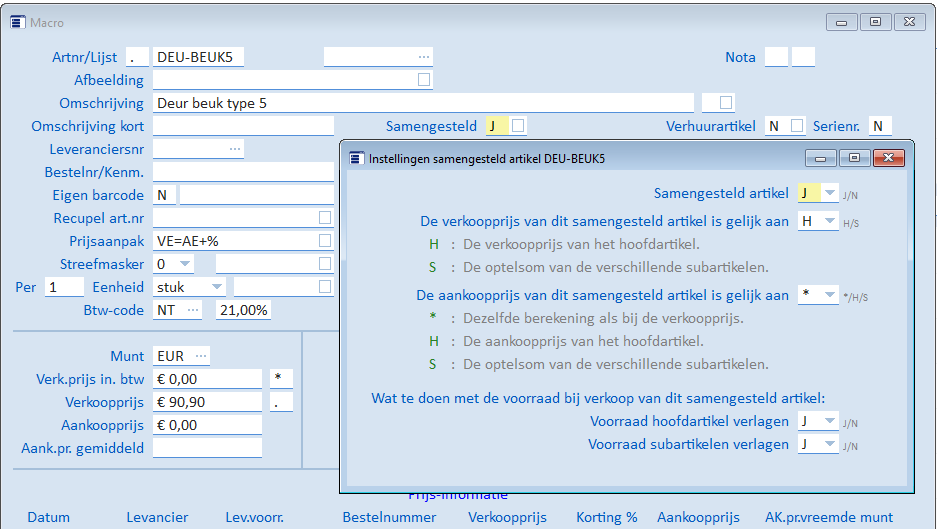 Macro
Artnr/Lijst . DEU-BEUK5 ... Nota
Afbeelding
Omschrijving Deur beuk type 5
Omschrijving kort Samengesteld J Verhuurartikel N Serienr. N
Leveranciersnr ...
Bestelnr/Kenm.
Eigen barcode N
Recupel art.nr
Prijsaanpak VE=AE+%
Streefmasker 0
Per 1 Eenheid stuk
Btw-code NT ... 21,00%
Munt EUR ...
Verk.prijs in. btw € 0,00 *
Verkoopprijs € 90,90 .
Aankoopprijs € 0,00
Aank.pr. gemiddeld
Instellingen samengesteld artikel DEU-BEUK5
Samengesteld artikel J J/N
De verkoopprijs van dit samengesteld artikel is gelijk aan H H/S
H : De verkoopprijs van het hoofdartikel.
S : De optelsom van de verschillende subartikelen.
De aankoopprijs van dit samengesteld artikel is gelijk aan * */H/S
* : Dezelfde berekening als bij de verkoopprijs.
H : De aankoopprijs van het hoofdartikel.
S : De optelsom van de verschillende subartikelen.
Wat te doen met de voorraad bij verkoop van dit samengesteld artikel:
Voorraad hoofdartikel verlagen J J/N
Voorraad subartikelen verlagen J J/N
Prijs-informatie
Datum Leverancier Lev.voorr. Bestelnummer Verkoopprijs Korting % Aankoopprijs AK.pr.vreemde munt